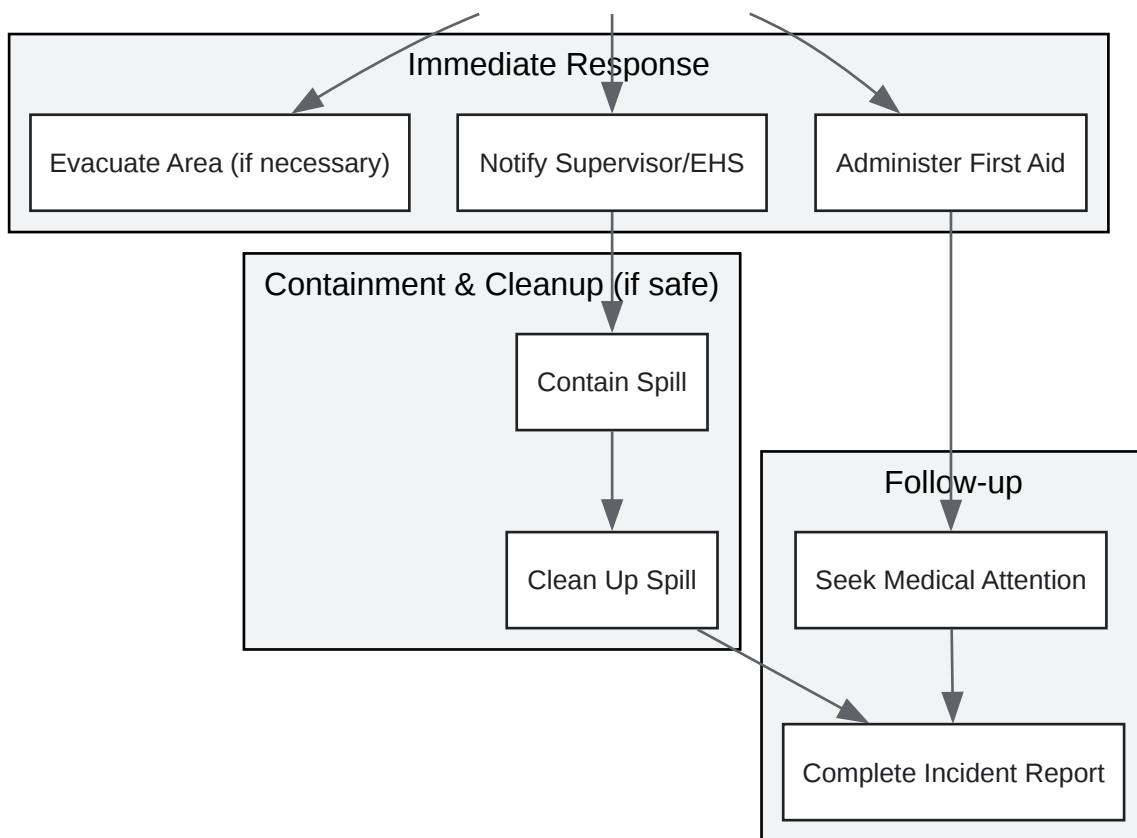 Immediate Response
Evacuate Area (if necessary)
Notify Supervisor/EHS
Administer First Aid
Containment & Cleanup (if safe)
Contain Spill
Follow-up
Clean Up Spill
Seek Medical Attention
Complete Incident Report